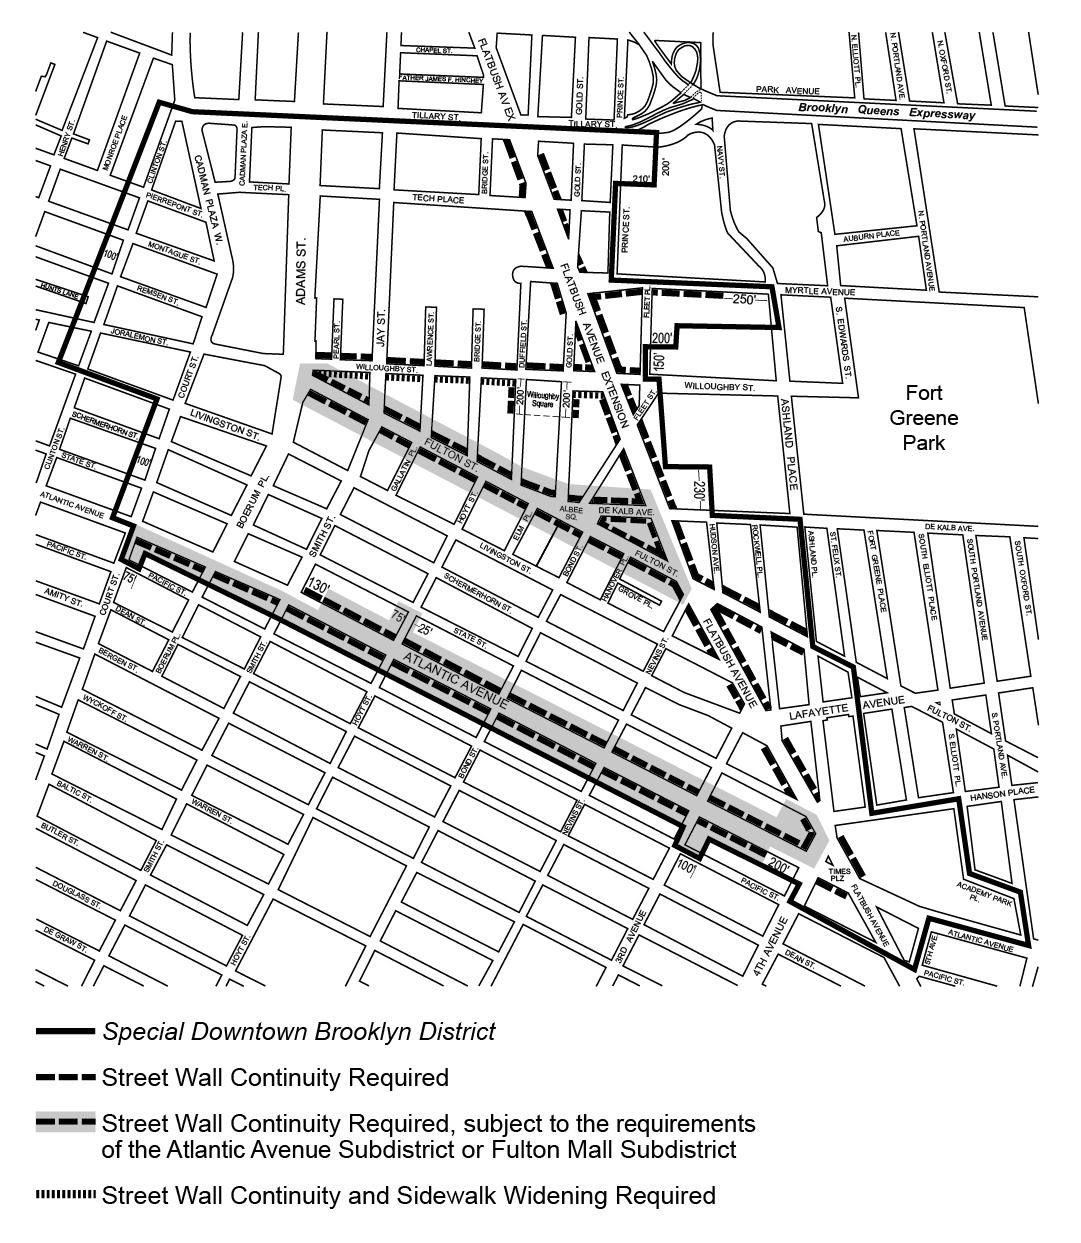 CHAPEL ST.
FATHER JAMES F. HINCHEY
FLATBUSH AV EX.
GOLD ST.
PRINCE ST.
N. ELLIOTT PL.
N. PORTLAND AVE.
N. OXFORD ST.
PARK AVENUE
Brooklyn Queens Expressway
TILLARY ST.
TILLARY ST.
HENRY ST.
MONROE PLACE
CLINTON ST.
CADMAN PLAZA W.
CADMAN PLAZA E.
BRIDGE ST.
GOLD ST.
210'
200'
NAVY ST.
TECH PL.
TECH PLACE
PIERREPONT ST.
PRINCE ST.
N. PORTLAND AVENUE
AUBURN PLACE
100'
MONTAGUE ST.
ADAMS ST.
REMSEN ST.
HUNTS LANE
FLATBUSH AVENUE EXTENSION
FLEET PL.
250'
MYRTLE AVENUE
JORALEMON ST.
PEARL ST.
JAY ST.
LAWRENCE ST.
BRIDGE ST.
DUFFIELD ST.
GOLD ST.
200'
150'
S. EDWARDS ST.
COURT ST.
WILLOUGHBY ST.
WILLOUGHBY ST.
200'
Willoughby
Square
200'
FLEET ST.
Fort
Greene
Park
ASHLAND PLACE
LIVINGSTON ST.
SCHERMERHORN ST.
CLINTON ST.
STATE ST.
100'
FULTON ST.
GALLATIN PL.
230'
ATLANTIC AVENUE
BOERUM PL.
SMITH ST.
HOYT ST.
ELM PL.
ALBEE
SQ.
DE KALB AVE.
DE KALB AVE.
PACIFIC ST.
LIVINGSTON ST.
BOND ST.
HANOVER PL.
FULTON ST.
GROVE PL.
HUDSON AVE.
ROCKWELL PL.
ASHLAND PL.
ST. FELIX ST.
FORT GREENE PLACE
SOUTH ELLIOTT PLACE
SOUTH PORTLAND AVENUE
SOUTH OXFORD ST.
75'
COURT ST.
PACIFIC ST.
AMITY ST.
DEAN ST.
130'
SCHERMERHORN ST.
75'
25'
STATE ST.
BERGEN ST.
BOERUM PL.
SMITH ST.
NEVINS ST.
FLATBUSH AVENUE
ATLANTIC AVENUE
LAFAYETTE AVENUE
FULTON ST.
WYCKOFF ST.
HOYT ST.
S. ELLIOTT PL.
S. PORTLAND AVE.
WARREN ST.
BOND ST.
BALTIC ST.
WARREN ST.
NEVINS ST.
HANSON PLACE
BUTLER ST.
SMITH ST.
100'
200'
TIMES
PLZ
DOUGLASS ST.
PACIFIC ST.
FLATBUSH AVENUE
ACADEMY PARK
PL.
DE GRAW ST.
HOYT ST.
3RD AVENUE
4TH AVENUE
DEAN ST.
5TH AVE.
ATLANTIC AVENUE
PACIFIC ST.
Special Downtown Brooklyn District
Street Wall Continuity Required
Street Wall Continuity Required, subject to the requirements
of the Atlantic Avenue Subdistrict or Fulton Mall Subdistrict
Street Wall Continuity and Sidewalk Widening Required